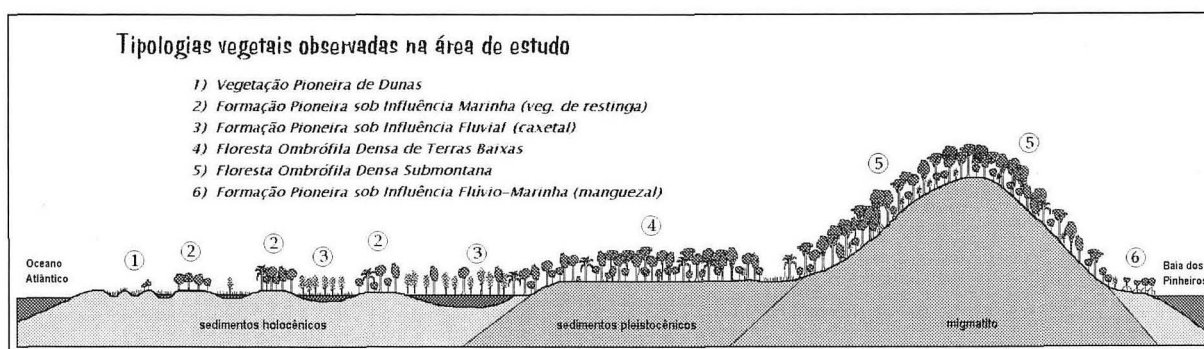 Tipologias vegetais observadas na área de estudo
1) Vegetação Pioneira de Dunas
2) Formação Pioneira sob Influência Marinha (veg. de restinga)
3) Formação Pioneira sob Influência Fluvial (caxetal)
4) Floresta Ombrófila Densa de Terras Baixas
5) Floresta Ombrófila Densa Submontana
6) Formação Pioneira sob Influência Flúvio-Marinha (manguezal)
5 5
4
2 2 2
1 3 3 6
Oceano
Atlântico
Baia dos
Pinheiros
sedimentos holocênicos sedimentos pleistocênicos migmatito